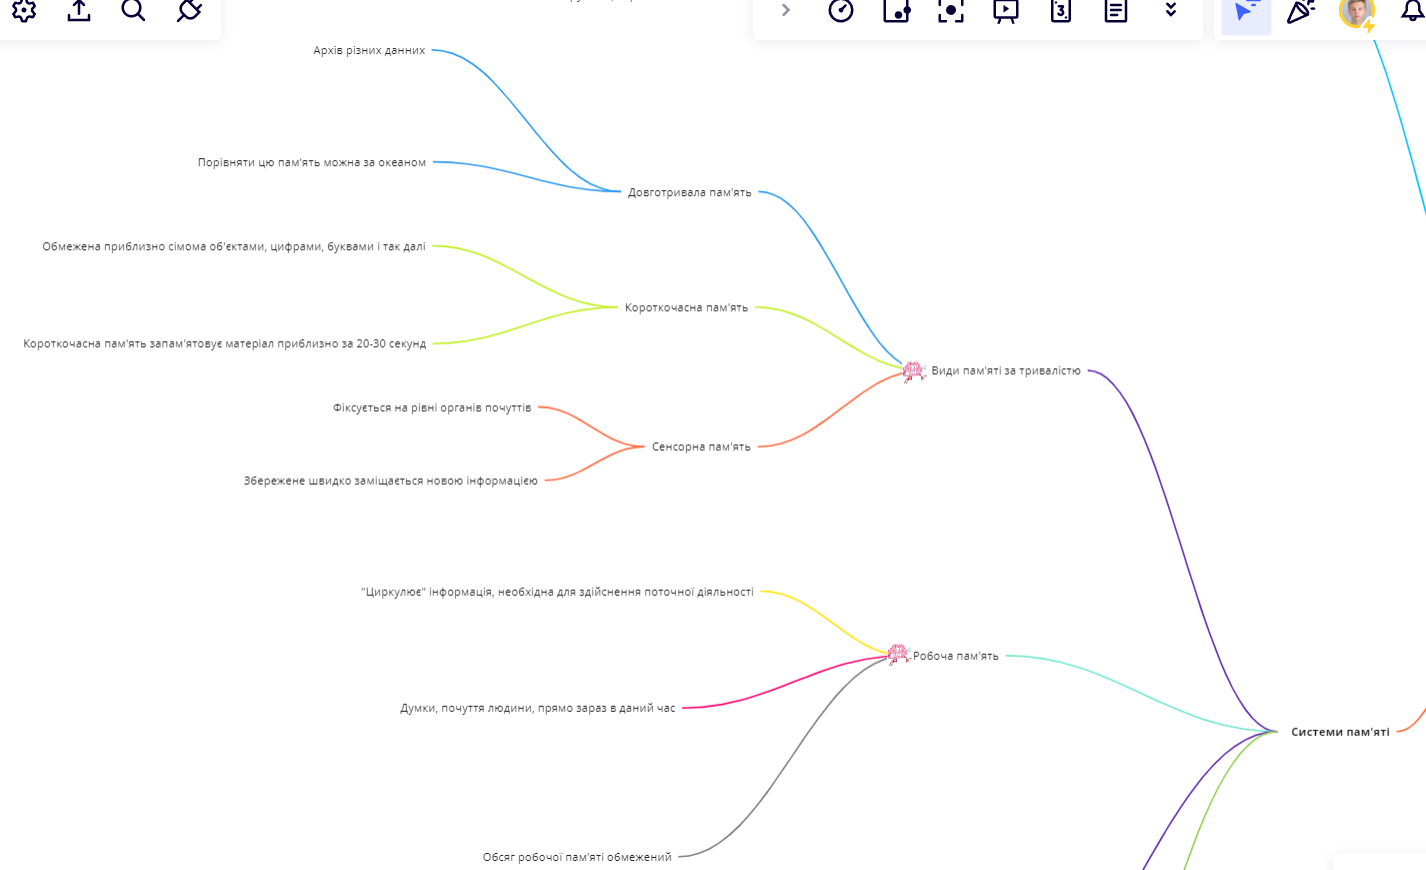 Архів різних данних
Порівняти цю пам'ять можна за океаном
Довготривала пам'ять
Обмежена приблизно сімома об'єктами, цифрами, буквами і так далі
Короткочасна пам'ять
Короткочасна пам'ять запам'ятовує матеріал приблизно за 20-30 секунд
Види пам'яті за тривалістю
Фіксується на рівні органів почуттів
Сенсорна пам'ять
Збережене швидко заміщається новою інформацією
"Циркулює" інформація, необхідна для здійснення поточної діяльності
Робоча пам'ять
Думки, почуття людини, прямо зараз в даний час
Системи пам'яті
Обсяг робочої пам'яті обмежений